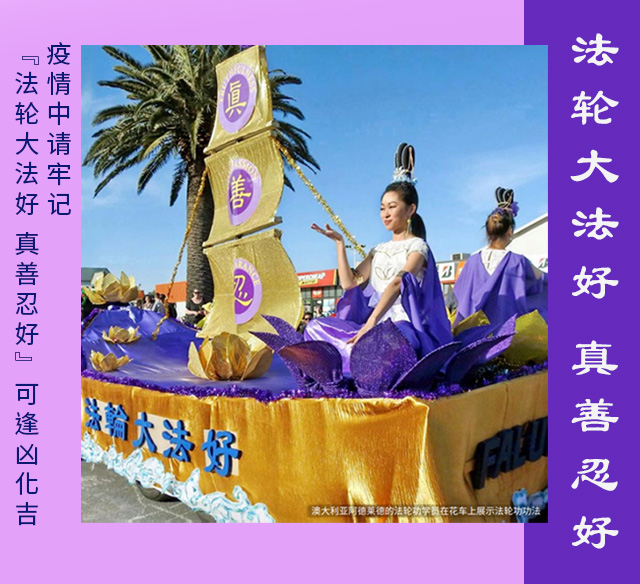 法轮大法好 真善忍好
疫情中请牢记
『法轮大法好 真善忍好』可逢凶化吉
真
善
忍
法輪大法好
FALU
澳大利亚阿德莱德的法轮功学员在花车上展示法轮功功法